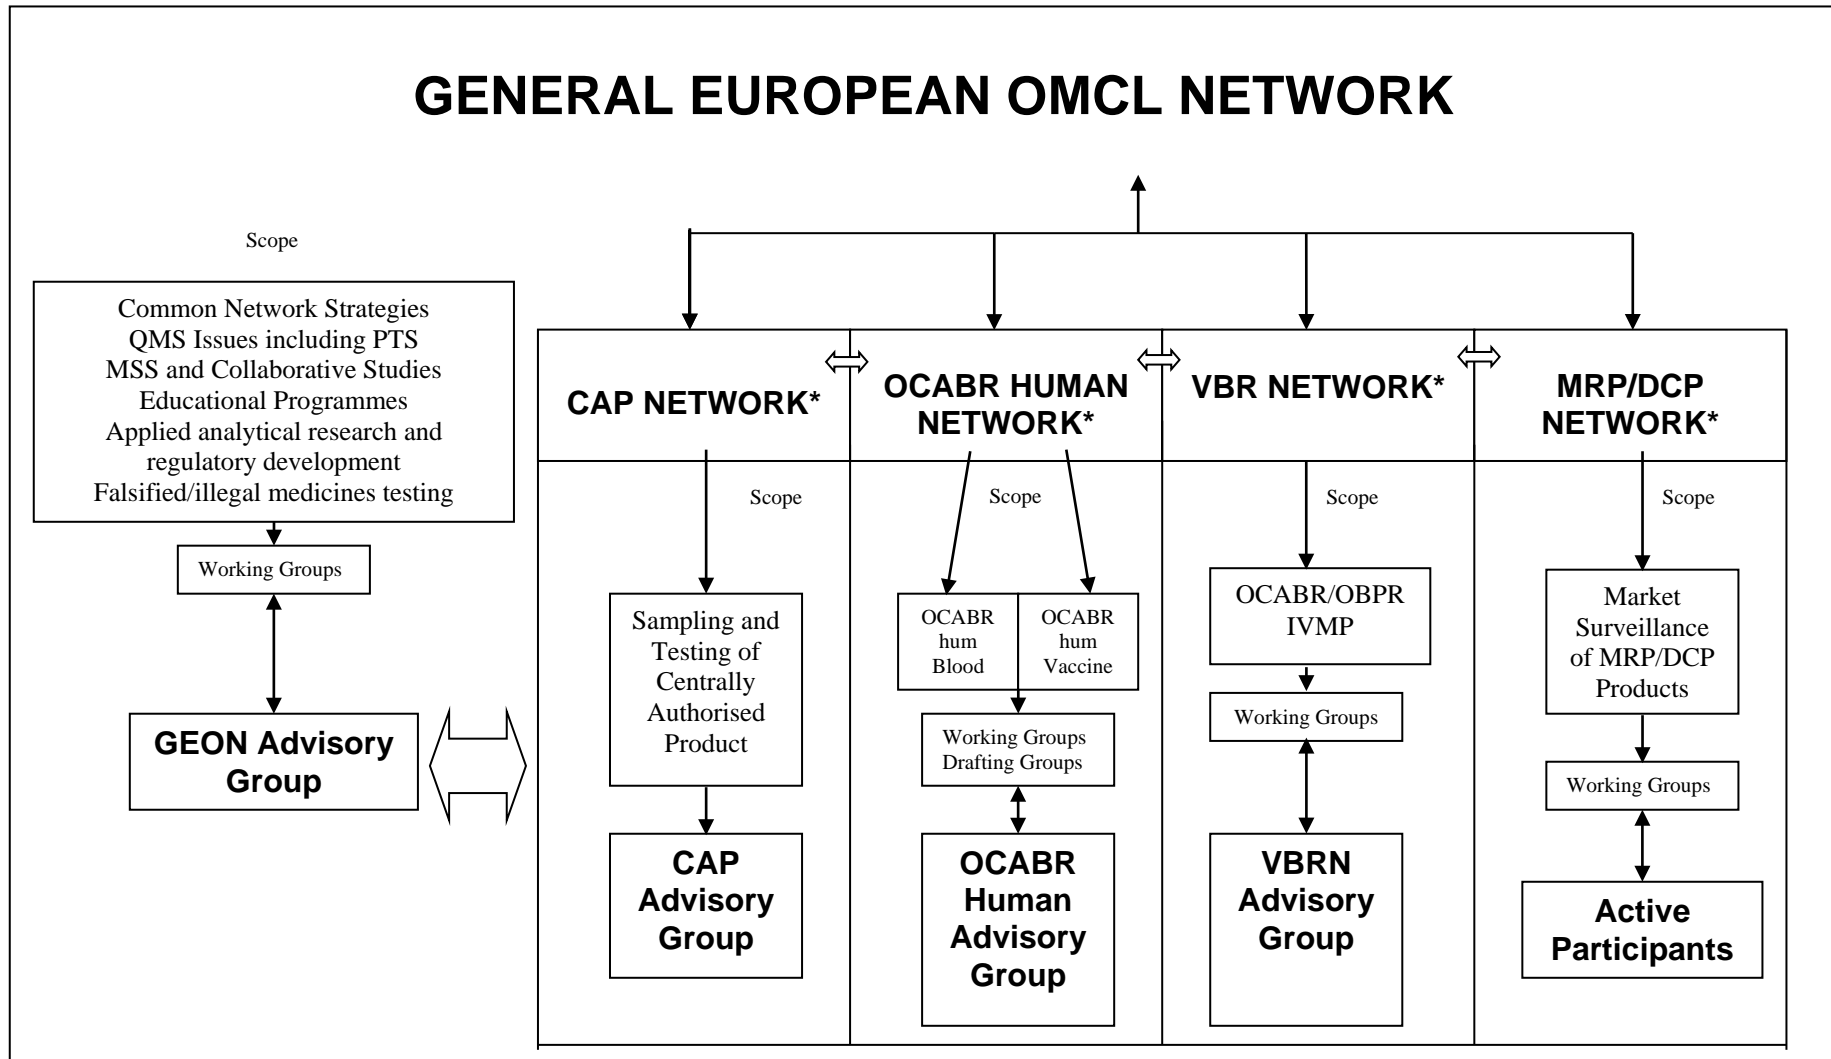 GENERAL EUROPEAN OMCL NETWORK
Scope
Common Network Strategies
QMS Issues including PTS
MSS and Collaborative Studies
Educational Programmes
Applied analytical research and
regulatory development
Falsified/illegal medicines testing
Working Groups
GEON Advisory
Group
CAP NETWORK*
Scope
Sampling and
Testing of
Centrally
Authorised
Product
CAP
Advisory
Group
OCABR HUMAN
NETWORK*
Scope
OCABR
hum
Blood
OCABR
hum
Vaccine
Working Groups
Drafting Groups
OCABR
Human
Advisory
Group
VBR NETWORK*
Scope
OCABR/OBPR
IVMP
Working Groups
VBRN
Advisory
Group
MRP/DCP
NETWORK*
Scope
Market
Surveillance
of MRP/DCP
Products
Working Groups
Active
Participants